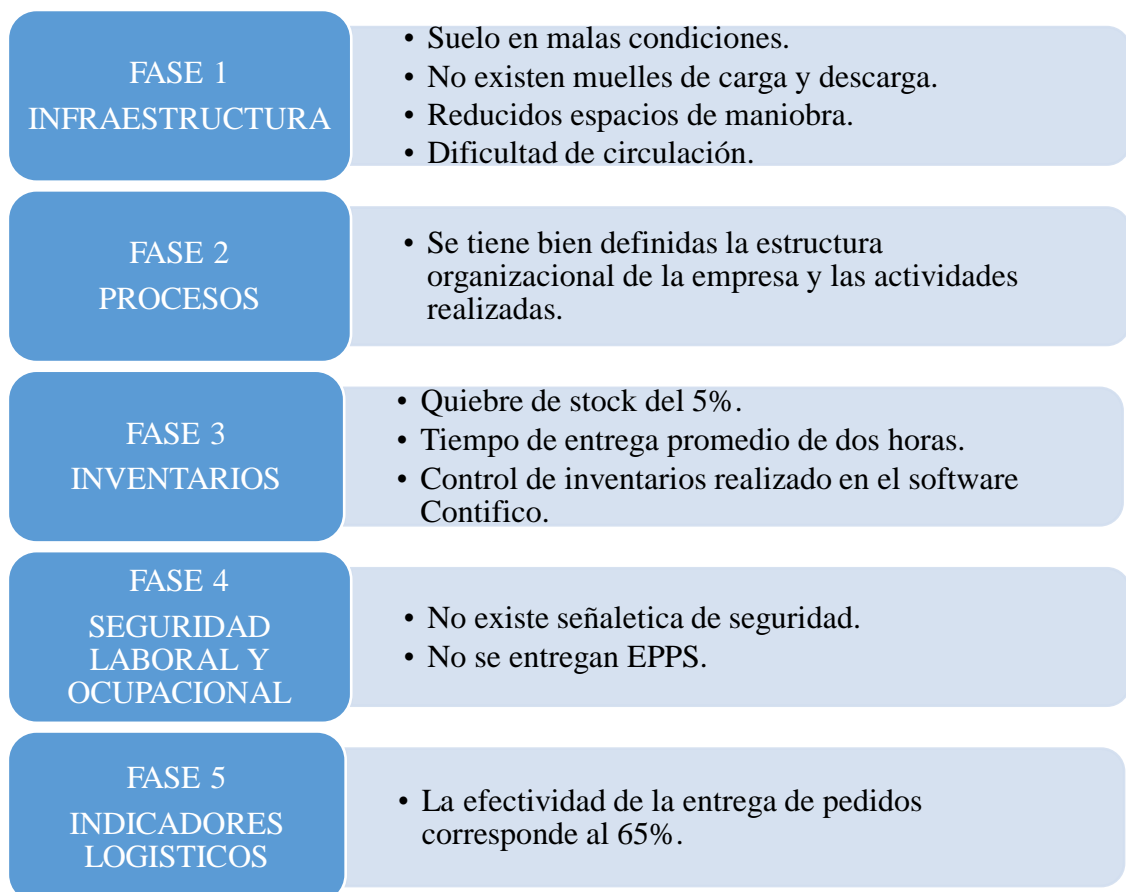 FASE 1
INFRAESTRUCTURA
• Suelo en malas condiciones.
• No existen muelles de carga y descarga.
• Reducidos espacios de maniobra.
• Dificultad de circulación.
FASE 2
PROCESOS
• Se tiene bien definidas la estructura
organizacional de la empresa y las actividades
realizadas.
FASE 3
INVENTARIOS
• Quiebre de stock del 5%.
• Tiempo de entrega promedio de dos horas.
• Control de inventarios realizado en el software
Contifico.
FASE 4
SEGURIDAD
LABORAL Y
OCUPACIONAL
• No existe señaletica de seguridad.
• No se entregan EPPS.
FASE 5
INDICADORES
LOGISTICOS
• La efectividad de la entrega de pedidos
corresponde al 65%.